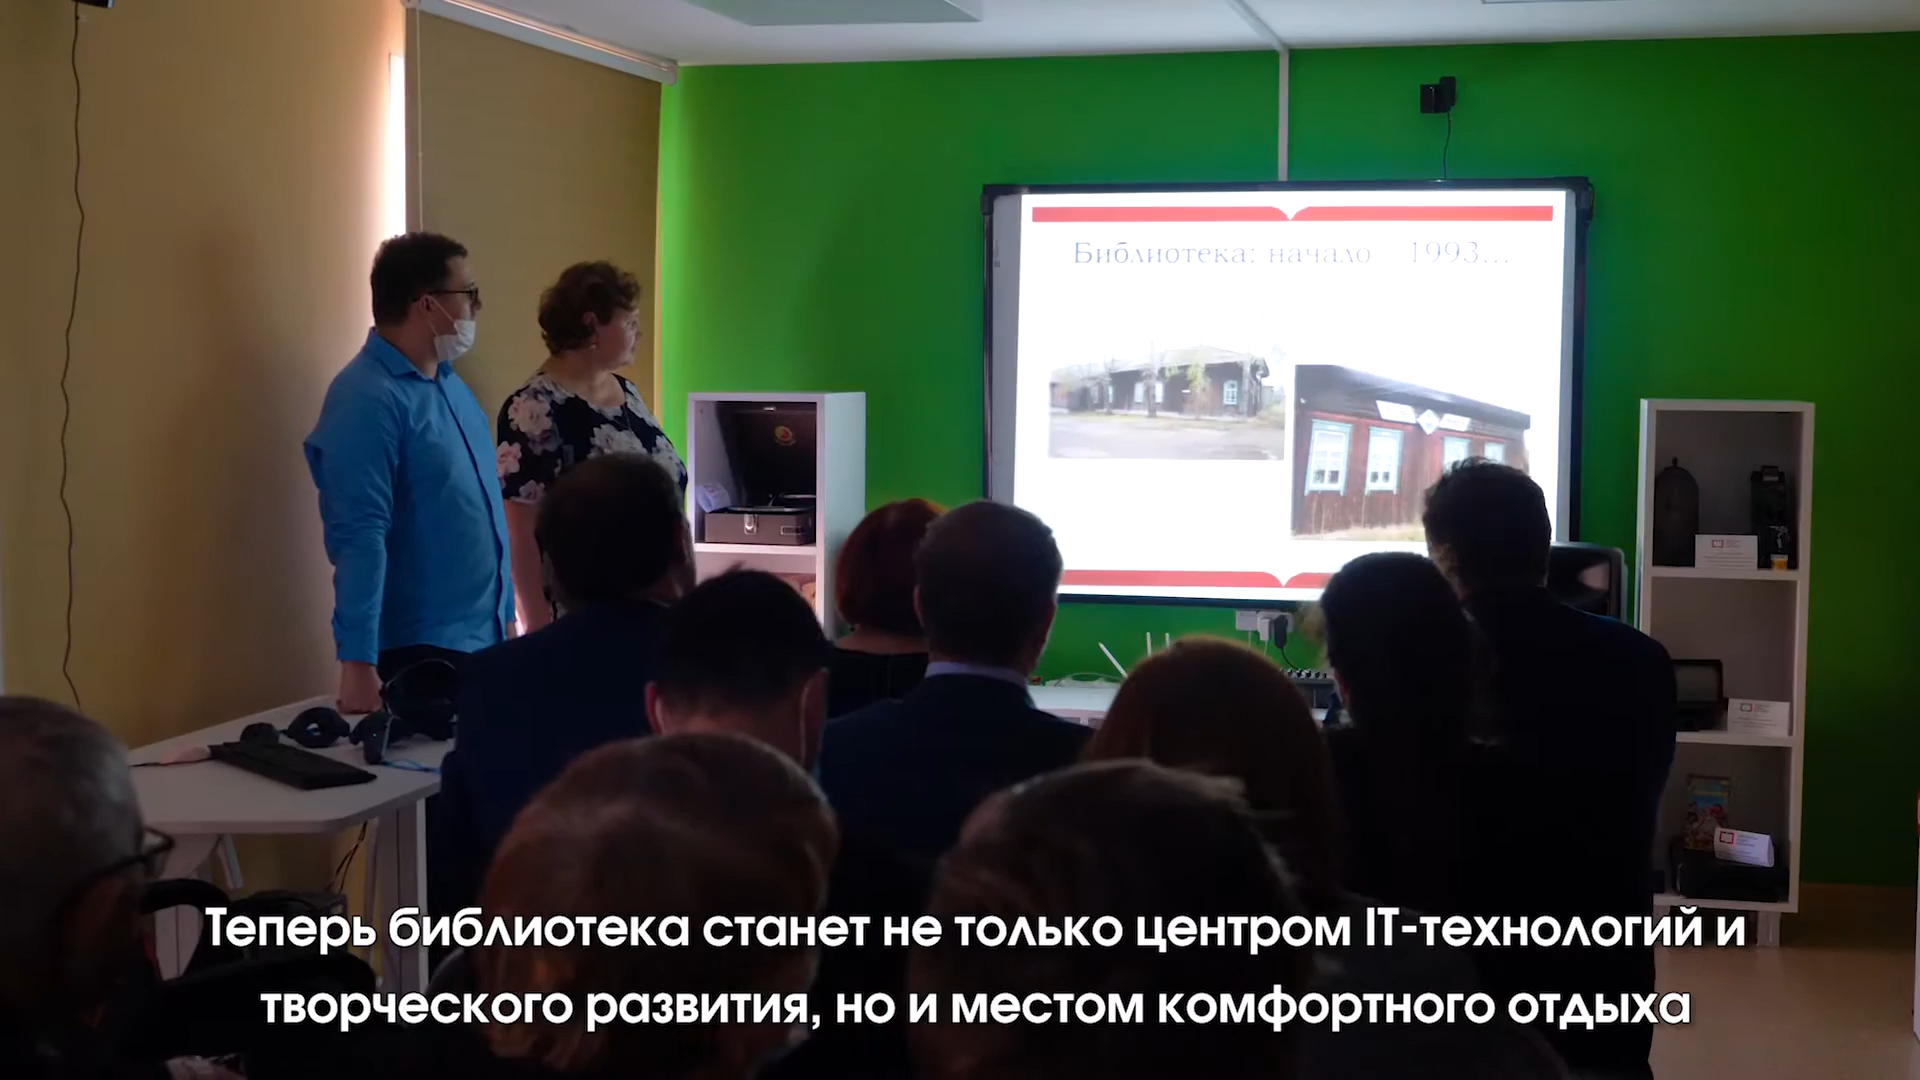 Библиотека: начало 1993...
Теперь библиотека станет не только центром IT-технологий и
творческого развития, но и местом комфортного отдыха